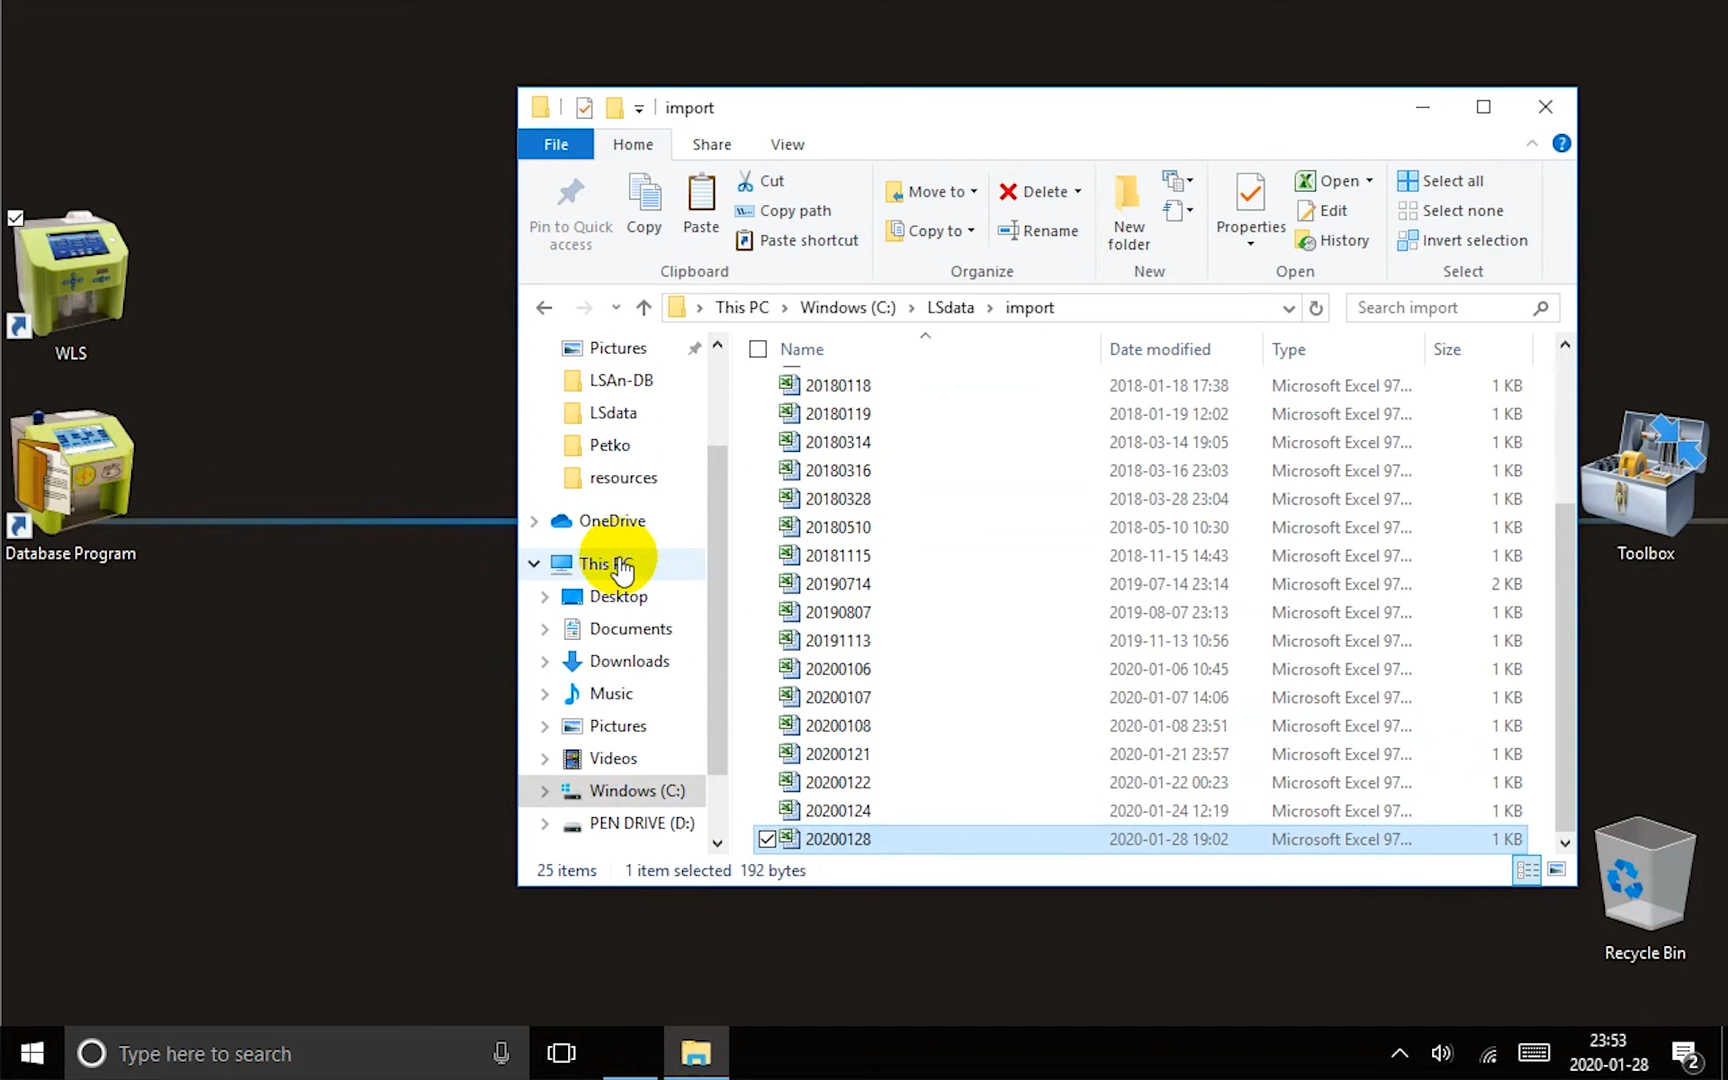 import
File Home Share View
Pin to Quick access
Copy
Paste
Cut
Copy path
Paste shortcut
Clipboard
Move to
Copy to
Delete
Rename
Organize
New folder
New
Properties
Open
Edit
History
Open
Select all
Select none
Invert selection
Select
This PC > Windows (C:) > LSdata > import
Search import
Pictures
LSAn-DB
LSdata
Petko
resources
OneDrive
This PC
Desktop
Documents
Downloads
Music
Pictures
Videos
Windows (C:)
PEN DRIVE (D:)
Name Date modified Type Size
20180118 2018-01-18 17:38 Microsoft Excel 97... 1 KB
20180119 2018-01-19 12:02 Microsoft Excel 97... 1 KB
20180314 2018-03-14 19:05 Microsoft Excel 97... 1 KB
20180316 2018-03-16 23:03 Microsoft Excel 97... 1 KB
20180328 2018-03-28 23:04 Microsoft Excel 97... 1 KB
20180510 2018-05-10 10:30 Microsoft Excel 97... 1 KB
20181115 2018-11-15 14:43 Microsoft Excel 97... 1 KB
20190714 2019-07-14 23:14 Microsoft Excel 97... 2 KB
20190807 2019-08-07 23:13 Microsoft Excel 97... 1 KB
20191113 2019-11-13 10:56 Microsoft Excel 97... 1 KB
20200106 2020-01-06 10:45 Microsoft Excel 97... 1 KB
20200107 2020-01-07 14:06 Microsoft Excel 97... 1 KB
20200108 2020-01-08 23:51 Microsoft Excel 97... 1 KB
20200121 2020-01-21 23:57 Microsoft Excel 97... 1 KB
20200122 2020-01-22 00:23 Microsoft Excel 97... 1 KB
20200124 2020-01-24 12:19 Microsoft Excel 97... 1 KB
20200128 2020-01-28 19:02 Microsoft Excel 97... 1 KB
25 items 1 item selected 192 bytes
WLS
Database Program
Toolbox
Recycle Bin
Type here to search
23:53
2020-01-28
2